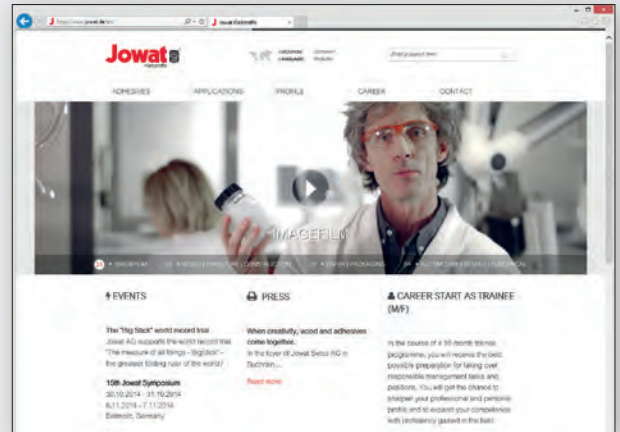 Jowat
LOCATION:
LANGUAGE:
ADHESIVES APPLICATIONS PROFILE CAREER CONTACT
IMAGEFILM
EVENTS
The "Big Stick" world record trial
Jowat AG supports the world record trial
"The measure of all things - BigStick" -
the greatest folding ruler of the world!
15th Jowat Symposium
30.10.2014 - 31.10.2014
6.11.2014 - 7.11.2014
Detmold, Germany
PRESS
When creativity, wood and adhesives
come together.
In the foyer of Jowat Swiss AG in
Buchrain...
Read more
CAREER START AS TRAINEE
(M/F)
In the course of a month trainee
programme, you will receive the best
possible preparation for taking over
responsible management tasks and
positions. You will get the chance to
sharpen your professional and personal
profile and to expand your competence
with proficiency gained in the field.